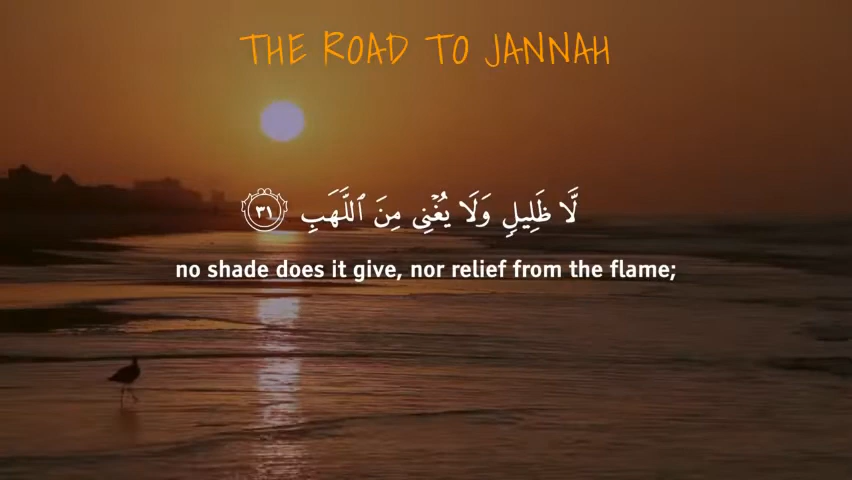 THE ROAD TO JANNAH
لَّا ظَلِيلٍ وَلَا يُغْنِى مِنَ ٱللَّهَبِ ٣١
no shade does it give, nor relief from the flame;